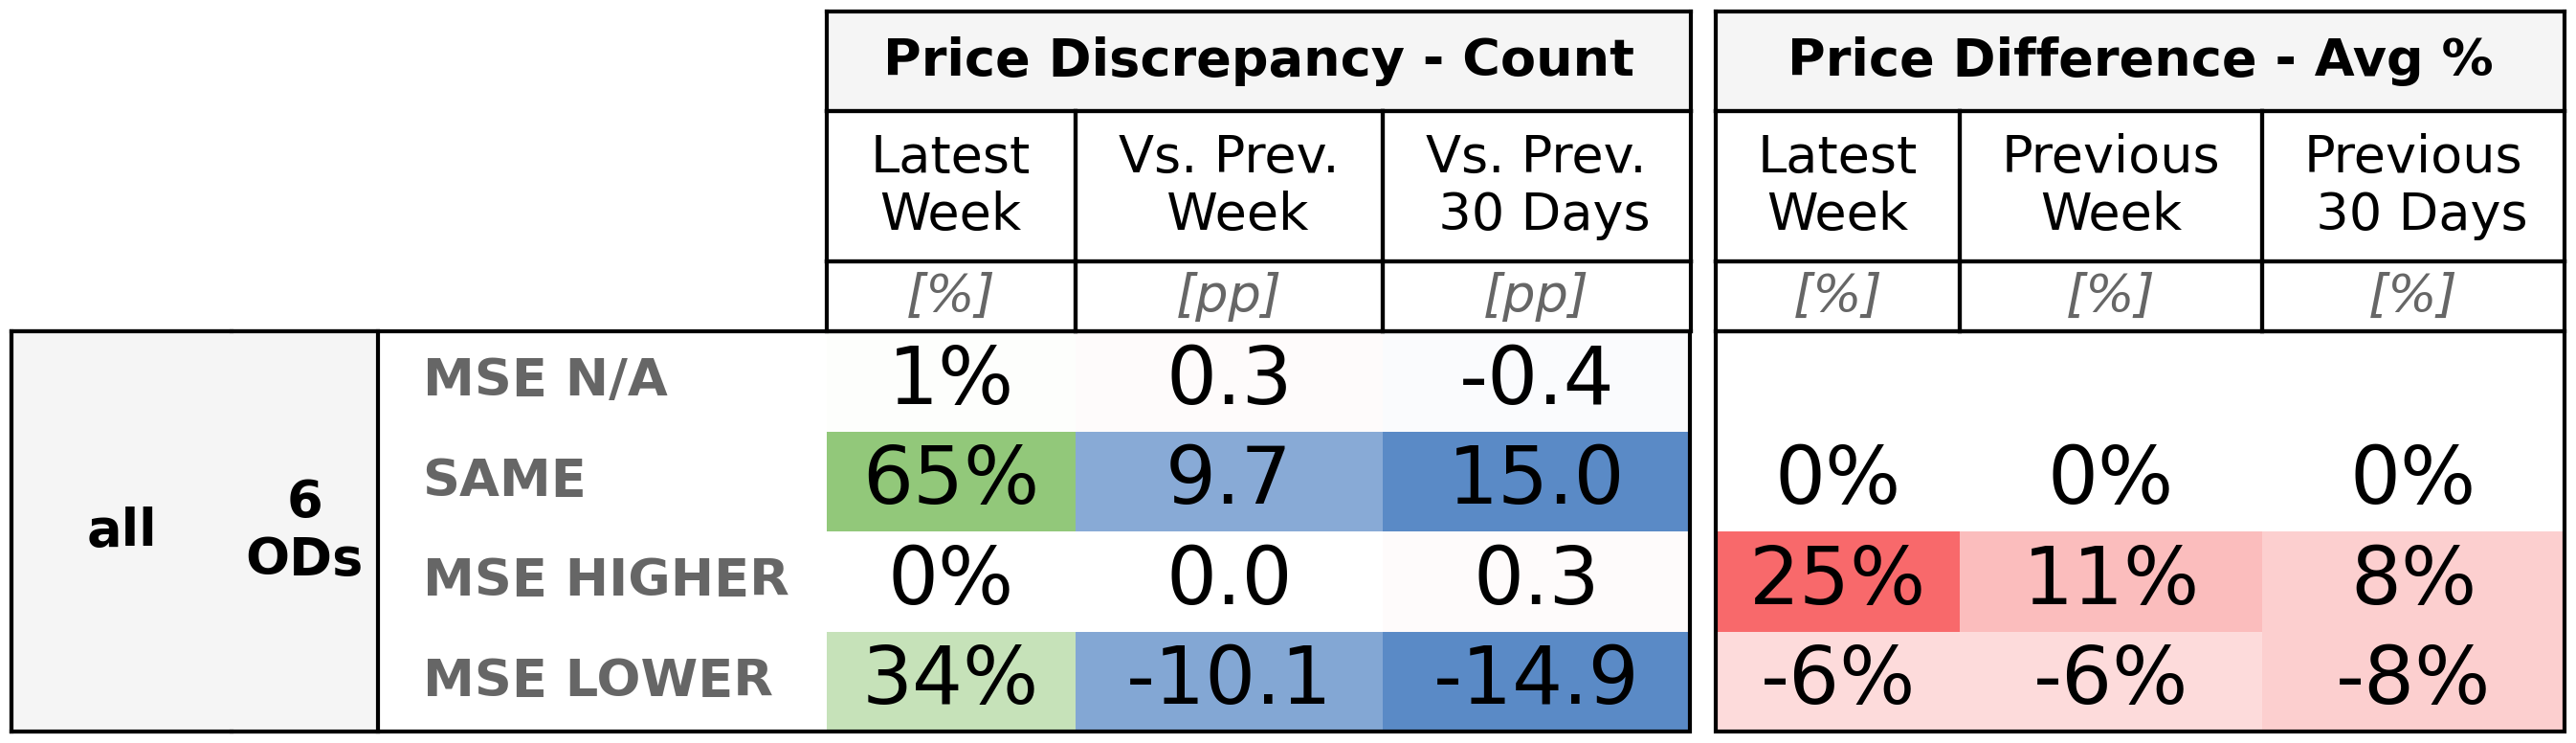 Price Discrepancy - Count Price Difference - Avg %
Latest Week Vs. Prev. Week Vs. Prev. 30 Days Latest Week Previous Week Previous 30 Days
[%] [pp] [pp] [%] [%] [%]
all 6 ODs
MSE N/A 1% 0.3 -0.4
SAME 65% 9.7 15.0 0% 0% 0%
MSE HIGHER 0% 0.0 0.3 25% 11% 8%
MSE LOWER 34% -10.1 -14.9 -6% -6% -8%